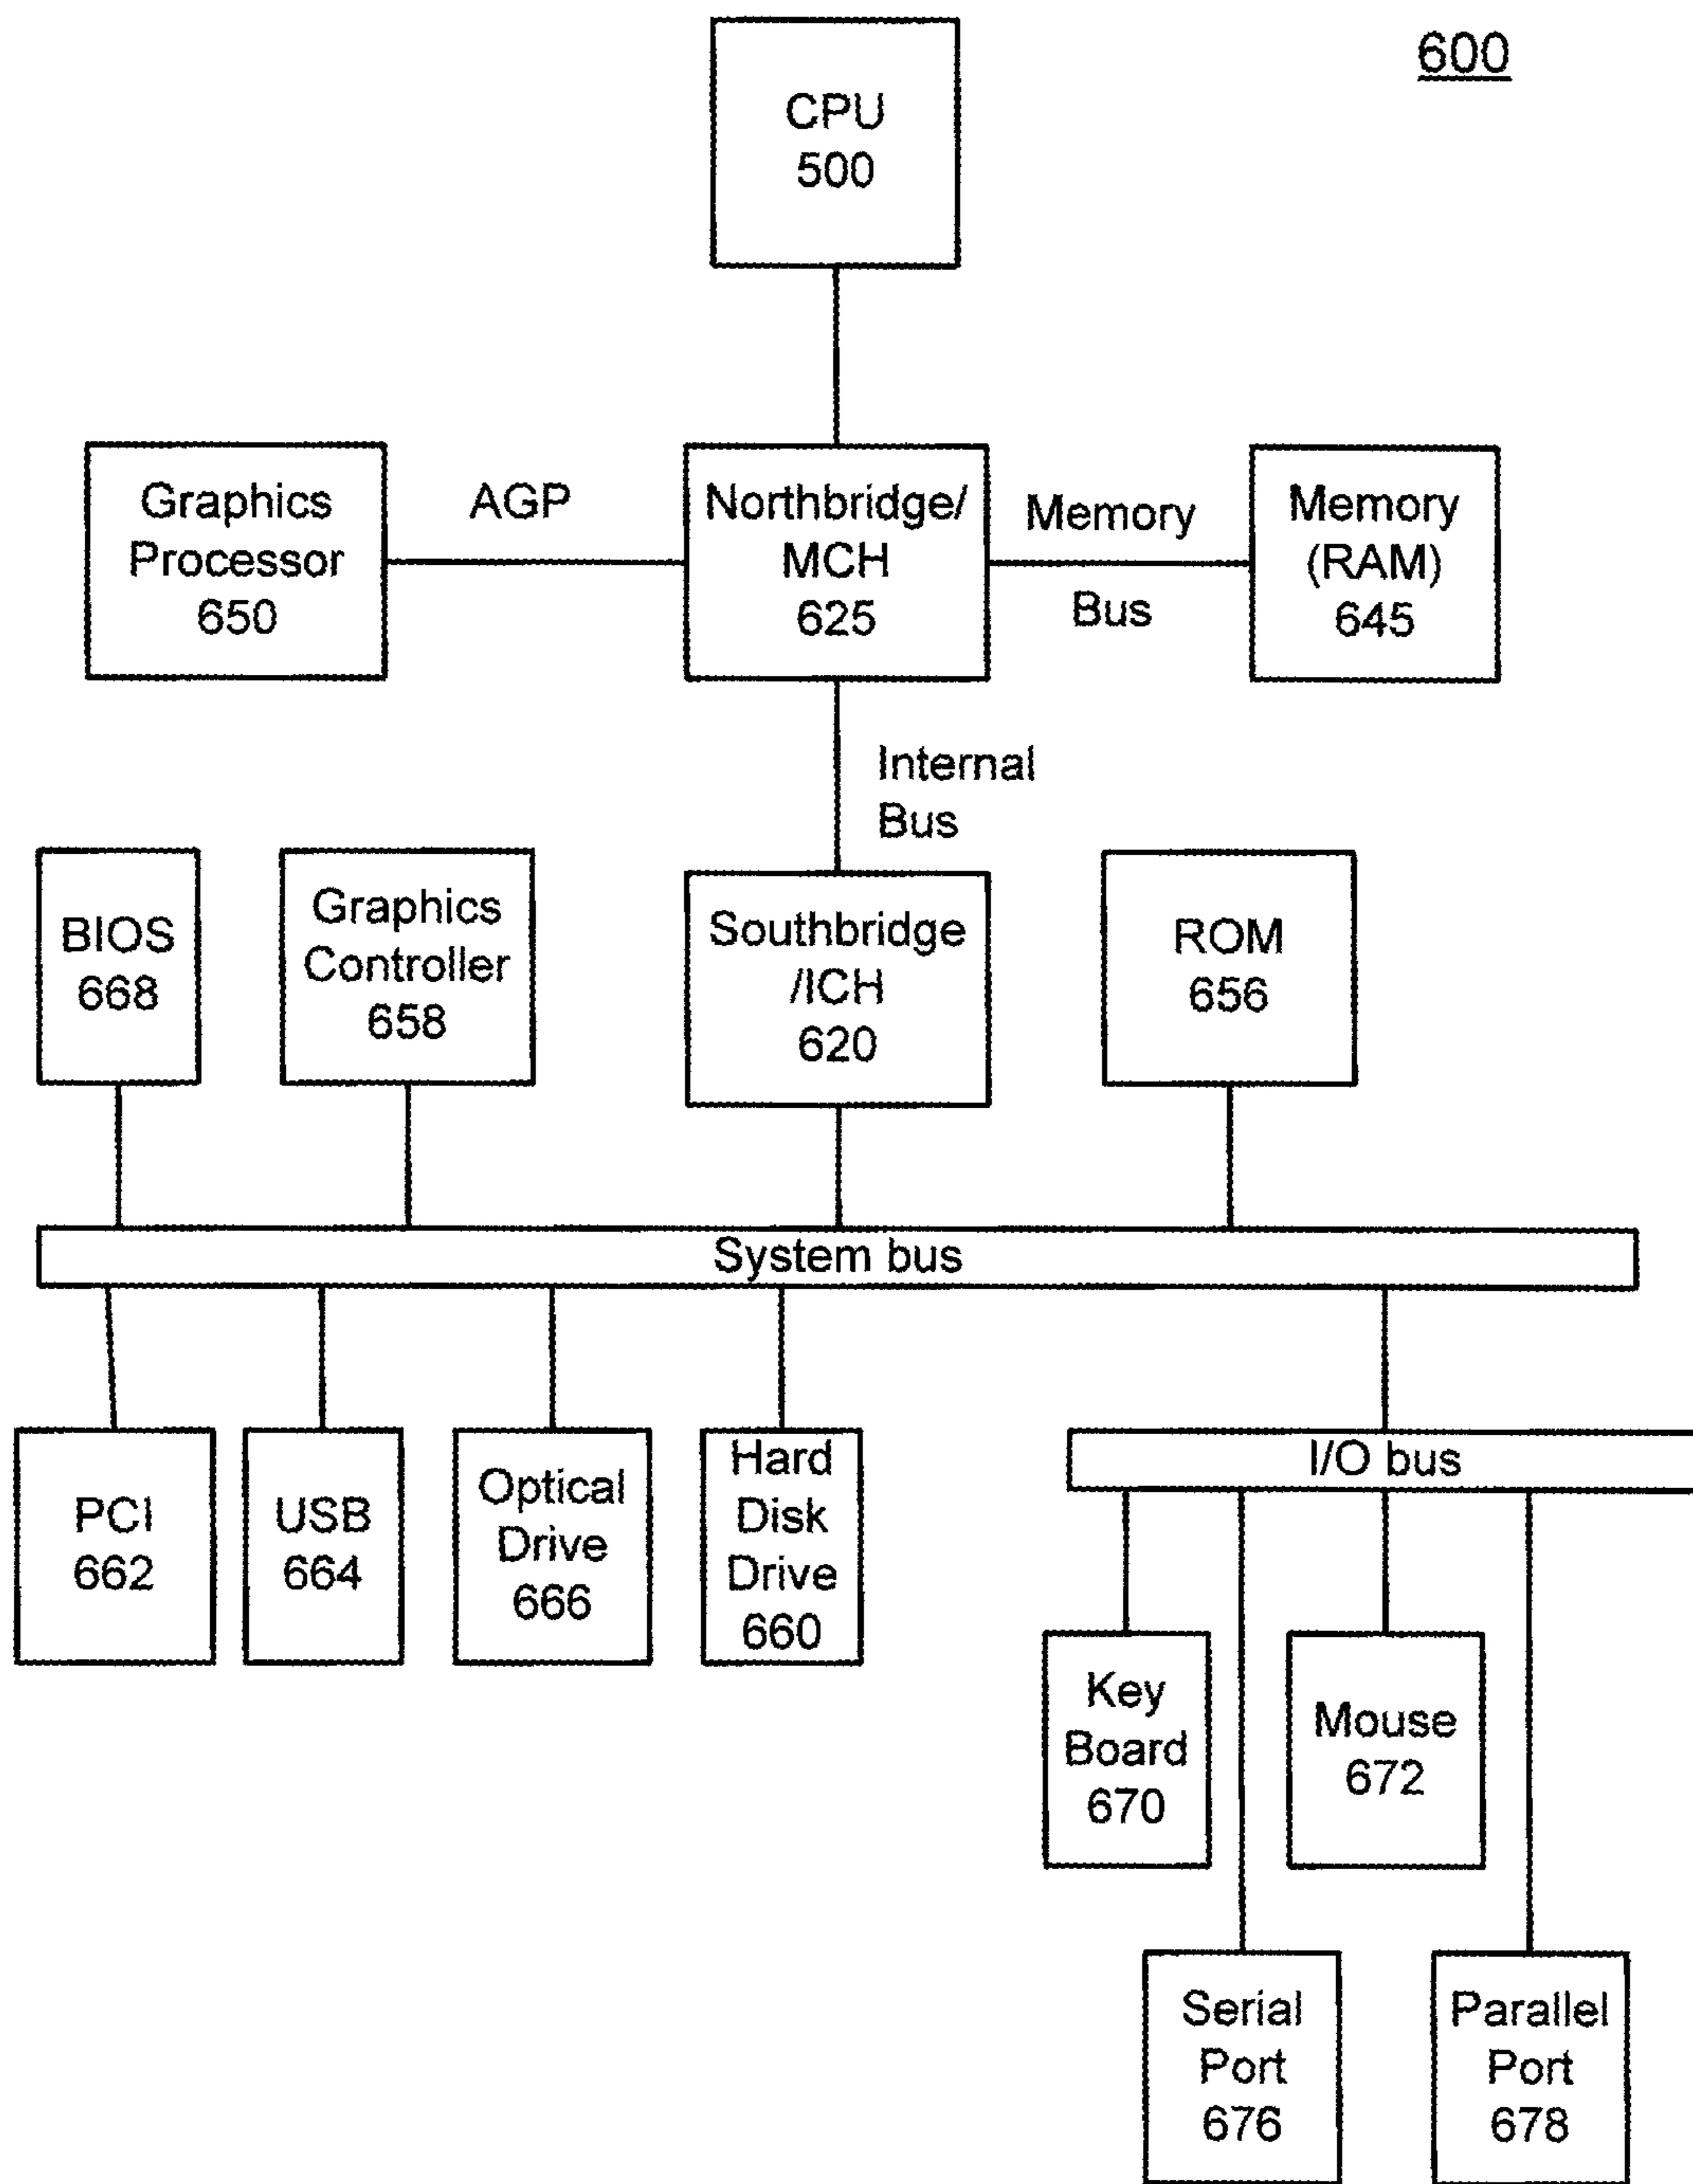 600
CPU
500
Graphics
Processor
650
AGP
Northbridge/
MCH
625
Memory
Bus
Memory
(RAM)
645
Internal
Bus
BIOS
668
Graphics
Controller
658
Southbridge
/ICH
620
ROM
656
System bus
PCI
662
USB
664
Optical
Drive
666
Hard
Disk
Drive
660
I/O bus
Key
Board
670
Mouse
672
Serial
Port
676
Parallel
Port
678